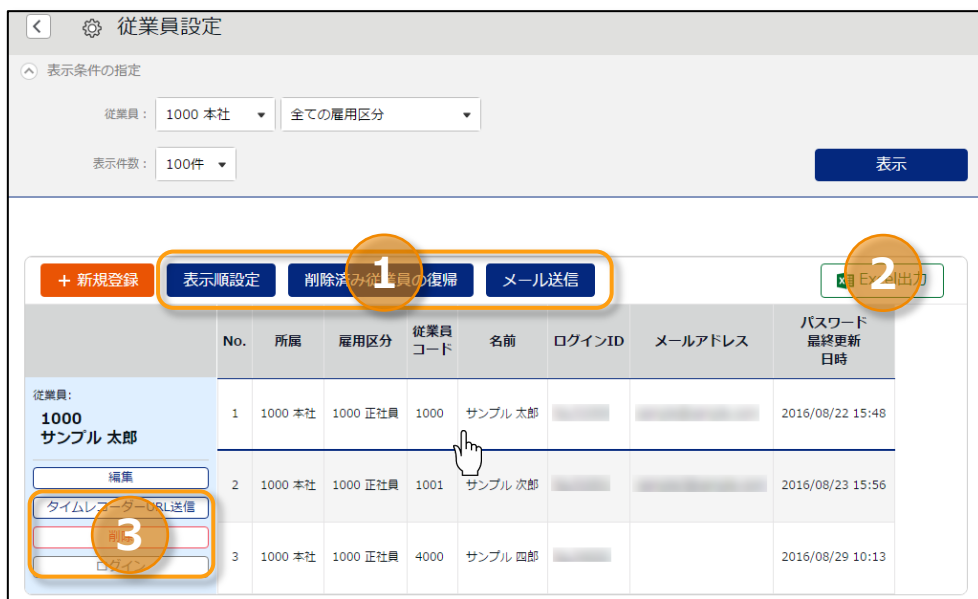 従業員設定
表示条件の指定
従業員： 1000 本社 全ての雇用区分
表示件数： 100件
表示
+ 新規登録 表示順設定 削除済み従業員の復帰 メール送信 Excel出力
1
2
No. 所属 雇用区分 従業員コード 名前 ログインID メールアドレス パスワード最終更新日時
従業員:
1000
サンプル 太郎
1 1000 本社 1000 正社員 1000 サンプル 太郎 2016/08/22 15:48
編集
2 1000 本社 1000 正社員 1001 サンプル 次郎 2016/08/23 15:56
タイムレコーダーURL送信
削除
3
ログイン
3 1000 本社 1000 正社員 4000 サンプル 四郎 2016/08/29 10:13